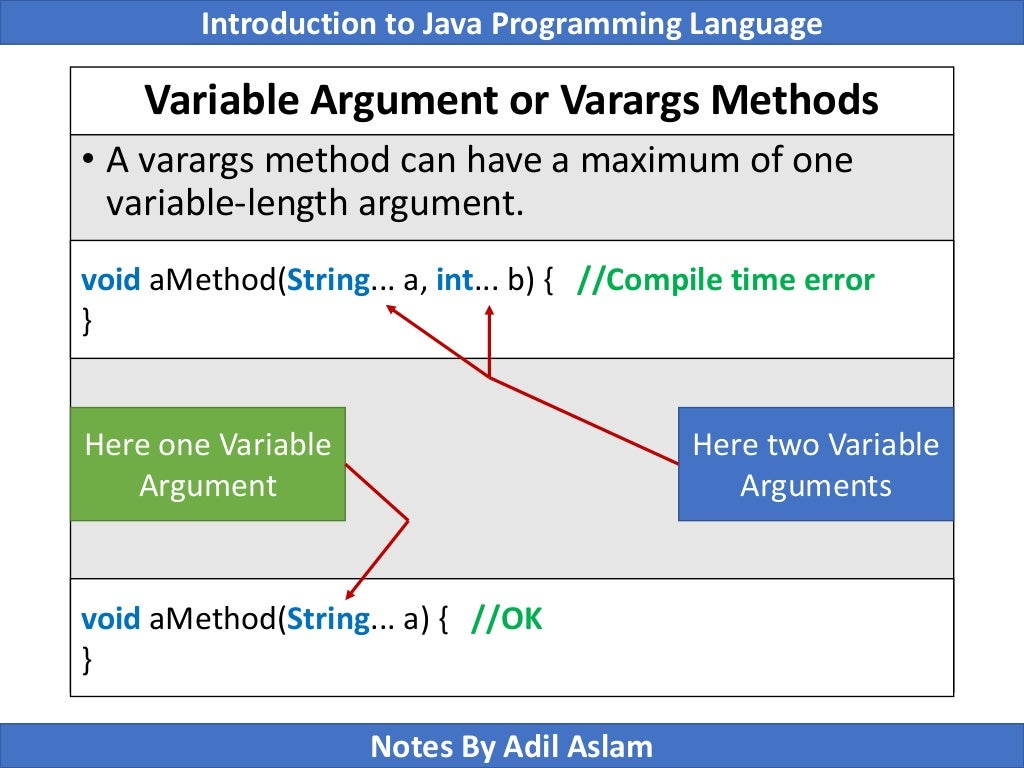 Introduction to Java Programming Language
Variable Argument or Varargs Methods
• A varargs method can have a maximum of one
variable-length argument.
void aMethod(String... a, int... b) { //Compile time error
}
Here one Variable
Argument
Here two Variable
Arguments
void aMethod(String... a) { //OK
}
Notes By Adil Aslam